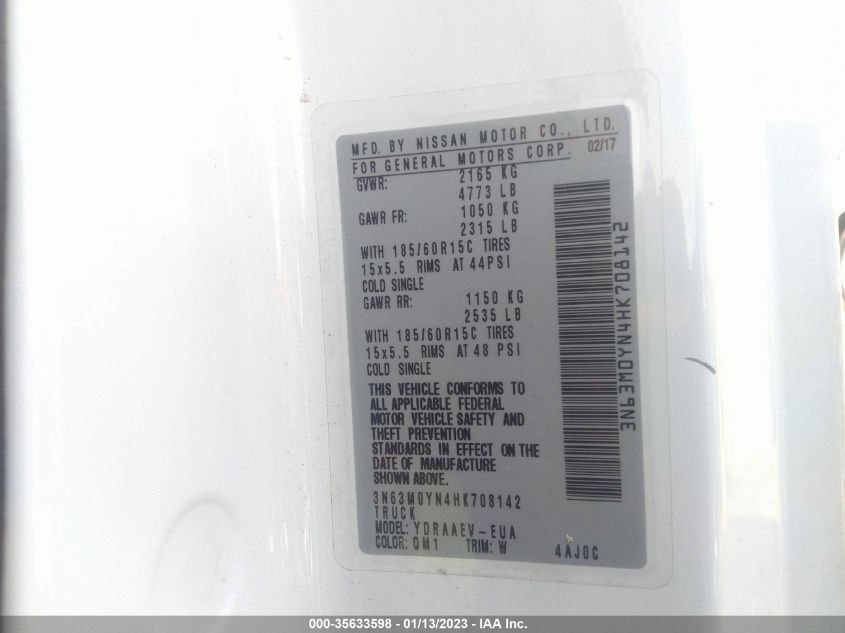 MFD. BY NISSAN MOTOR CO., LTD.
FOR GENERAL MOTORS CORP. 02/17
GVWR: 2165 KG
4773 LB
GAWR FR: 1050 KG
2315 LB
WITH 185/60R15C TIRES
15x5.5 RIMS AT 44PSI
COLD SINGLE
GAWR RR: 1150 KG
2535 LB
WITH 185/60R15C TIRES
15x5.5 RIMS AT 48 PSI
COLD SINGLE
THIS VEHICLE CONFORMS TO
ALL APPLICABLE FEDERAL
MOTOR VEHICLE SAFETY AND
THEFT PREVENTION
STANDARDS IN EFFECT ON THE
DATE OF MANUFACTURE
SHOWN ABOVE.
3N63M0YN4HK708142
TRUCK
MODEL: YDRAAEV-EUA
COLOR: QM1 TRIM: W 4AJ0C
3N63M0YN4HK708142
000-35633598 — 01/13/2023 — IAA Inc.